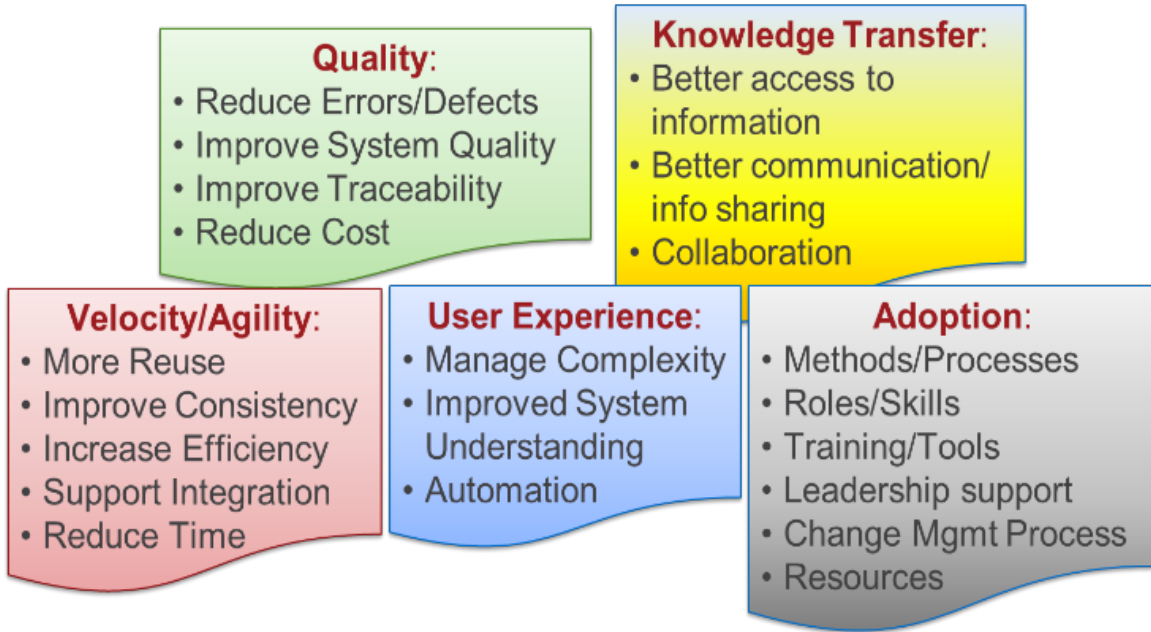 Quality:
• Reduce Errors/Defects
• Improve System Quality
• Improve Traceability
• Reduce Cost
Knowledge Transfer:
• Better access to
information
• Better communication/
info sharing
• Collaboration
Velocity/Agility:
• More Reuse
• Improve Consistency
• Increase Efficiency
• Support Integration
• Reduce Time
User Experience:
• Manage Complexity
• Improved System
Understanding
• Automation
Adoption:
• Methods/Processes
• Roles/Skills
• Training/Tools
• Leadership support
• Change Mgmt Process
• Resources